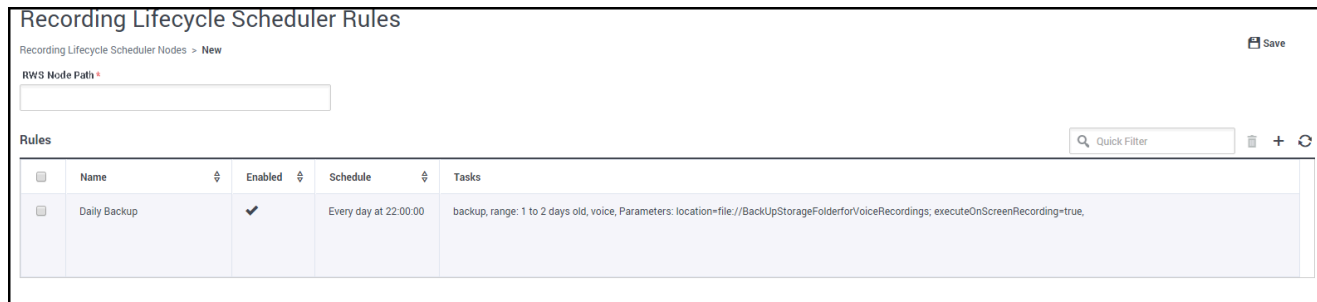 Recording Lifecycle Scheduler Rules
Recording Lifecycle Scheduler Nodes > New
Save
RWS Node Path *
Rules
Quick Filter
Name Enabled Schedule Tasks
Daily Backup Every day at 22:00:00 backup, range: 1 to 2 days old, voice, Parameters: location=file://BackUpStorageFolderforVoiceRecordings; executeOnScreenRecording=true,